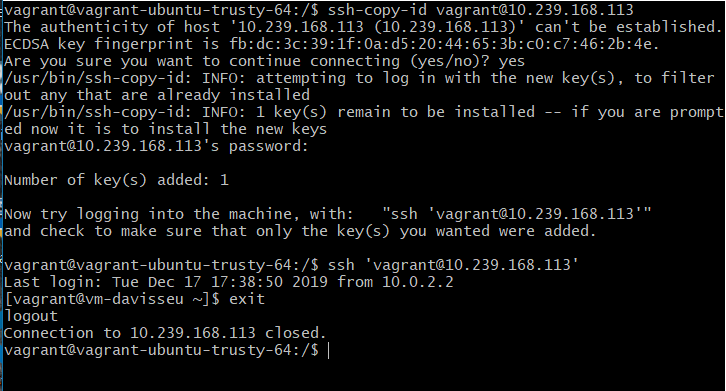 vagrant@vagrant-ubuntu-trusty-64:/$ ssh-copy-id vagrant@10.239.168.113
The authenticity of host '10.239.168.113 (10.239.168.113)' can't be established.
ECDSA key fingerprint is fb:dc:3c:39:1f:0a:d5:20:44:65:3b:c0:c7:46:2b:4e.
Are you sure you want to continue connecting (yes/no)? yes
/usr/bin/ssh-copy-id: INFO: attempting to log in with the new key(s), to filter
out any that are already installed
/usr/bin/ssh-copy-id: INFO: 1 key(s) remain to be installed -- if you are prompt
ed now it is to install the new keys
vagrant@10.239.168.113's password:
Number of key(s) added: 1
Now try logging into the machine, with:   "ssh 'vagrant@10.239.168.113'"
and check to make sure that only the key(s) you wanted were added.
vagrant@vagrant-ubuntu-trusty-64:/$ ssh 'vagrant@10.239.168.113'
Last login: Tue Dec 17 17:38:50 2019 from 10.0.2.2
[vagrant@vm-davisseu ~]$ exit
logout
Connection to 10.239.168.113 closed.
vagrant@vagrant-ubuntu-trusty-64:/$